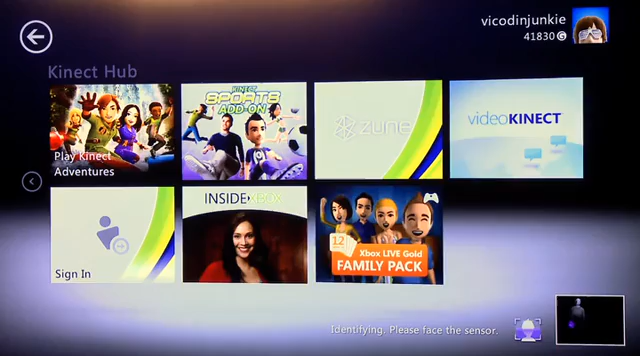 vicodinjunkie
41830 G
Kinect Hub
Play Kinect
Adventures
KINECT
SPORTS
ADD-ON
zune
videoKINECT
Sign In
INSIDE XBOX
12
Xbox LIVE Gold
FAMILY PACK
Identifying. Please face the sensor.